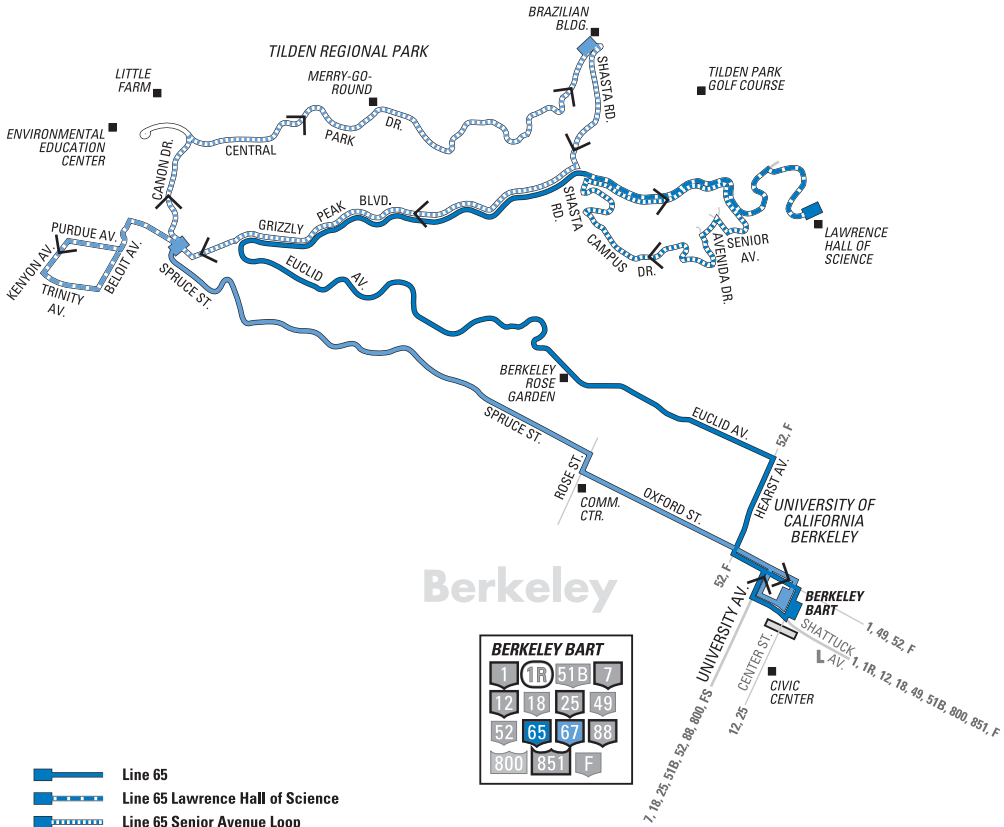 BRAZILIAN
BLDG.
TILDEN REGIONAL PARK
LITTLE
FARM
MERRY-GO-
ROUND
SHASTA RD.
TILDEN PARK
GOLF COURSE
ENVIRONMENTAL
EDUCATION
CENTER
CANON DR.
CENTRAL
PARK
DR.
GRIZZLY
PEAK
BLVD.
SHASTA
RD.
CAMPUS
DR.
AVENIDA DR.
SENIOR
AV.
LAWRENCE
HALL OF
SCIENCE
PURDUE AV.
KENYON AV.
TRINITY
AV.
BELOIT AV.
SPRUCE ST.
EUCLID
AV.
BERKELEY
ROSE
GARDEN
SPRUCE ST.
EUCLID AV.
52, F
HEARST AV.
ROSE ST.
COMM.
CTR.
OXFORD ST.
UNIVERSITY OF
CALIFORNIA
BERKELEY
52, F
Berkeley
UNIVERSITY AV.
BERKELEY
BART
1, 49, 52, F
SHATTUCK
AV.
L
1, 1R, 12, 18, 49, 51B, 800, 851, F
CENTER ST.
12, 25
CIVIC
CENTER
7, 18, 25, 51B, 52, 88, 800, FS
BERKELEY BART
1 1R 51B 7
12 18 25 49
52 65 67 88
800 851 F
Line 65
Line 65 Lawrence Hall of Science
Line 65 Senior Avenue Loop